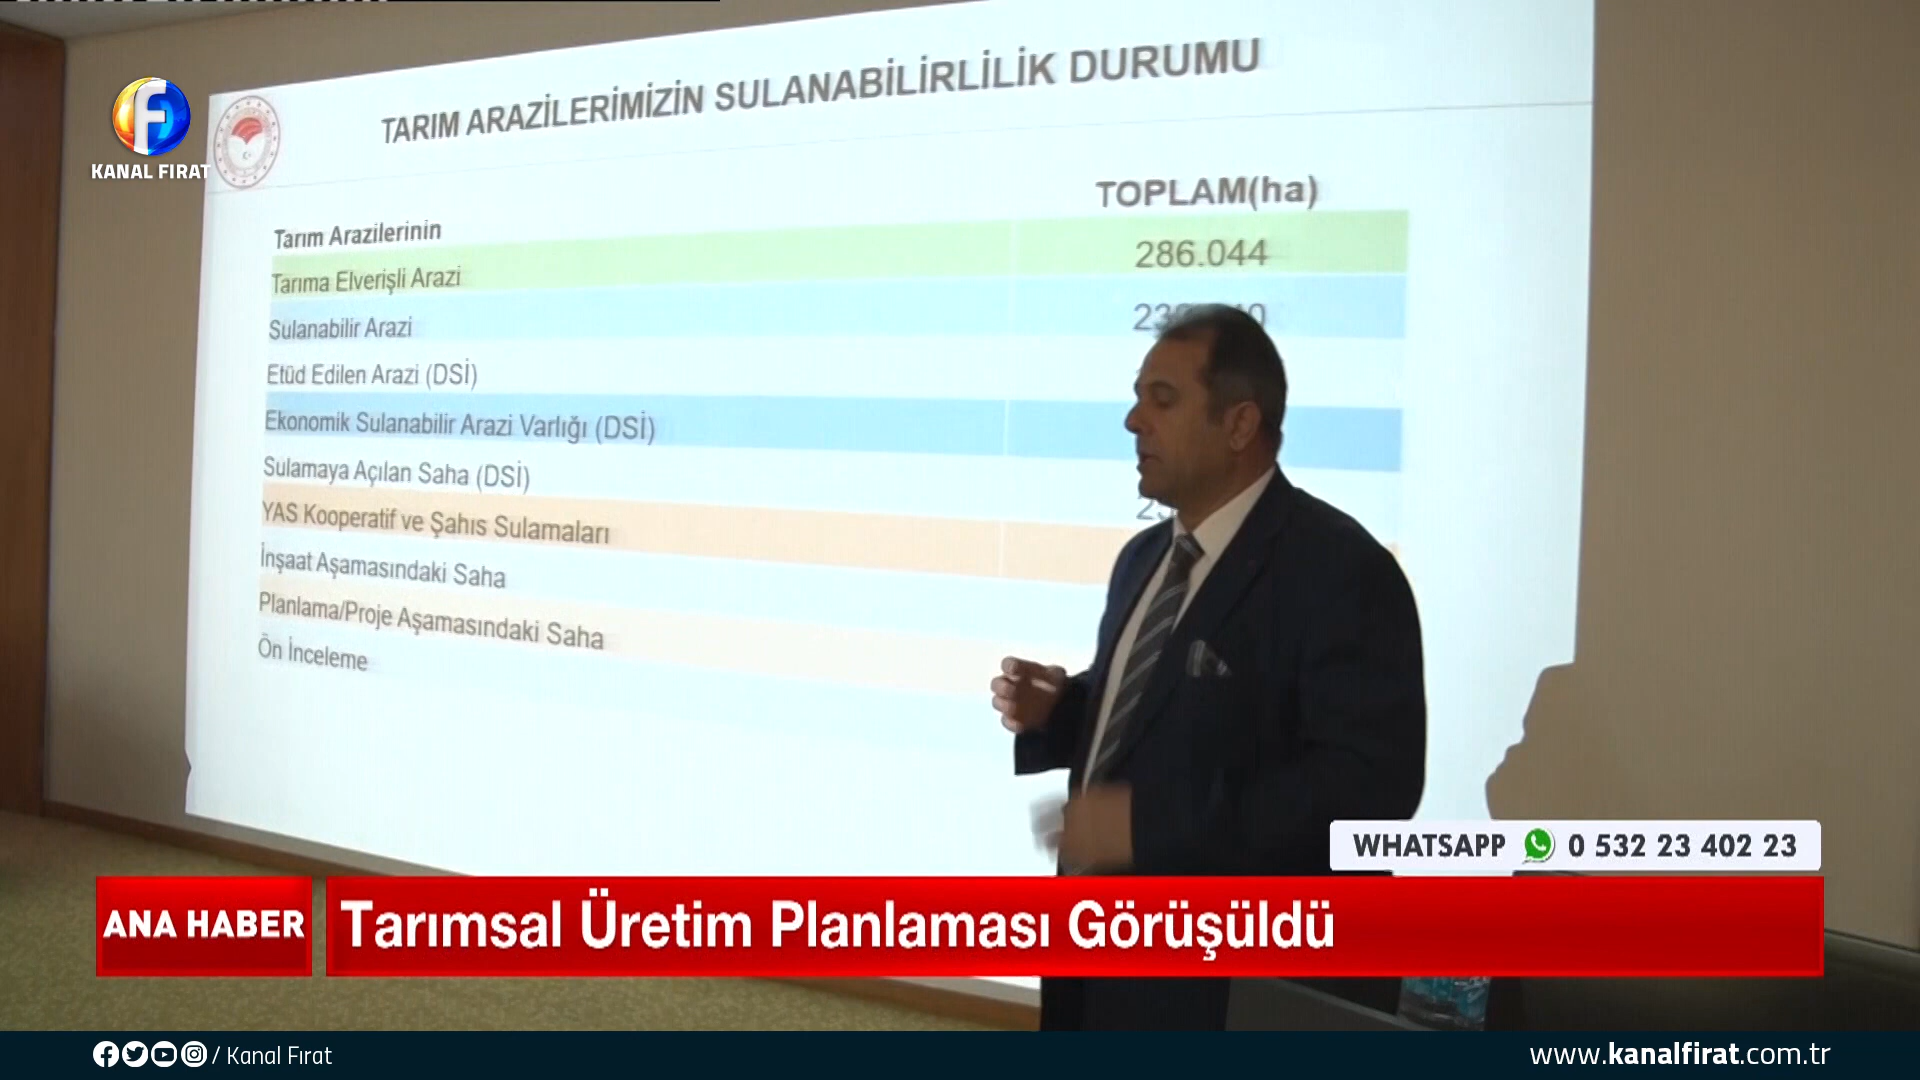 KANAL FIRAT
TARIM ARAZİLERİMİZİN SULANABİLİRLİLİK DURUMU
TOPLAM(ha)
Tarım Arazilerinin
Tarıma Elverişli Arazi 286.044
Sulanabilir Arazi
Etüd Edilen Arazi (DSİ)
Ekonomik Sulanabilir Arazi Varlığı (DSİ)
Sulamaya Açılan Saha (DSİ)
YAS Kooperatif ve Şahıs Sulamaları
İnşaat Aşamasındaki Saha
Planlama/Proje Aşamasındaki Saha
Ön İnceleme
WHATSAPP 0 532 23 402 23
ANA HABER
Tarımsal Üretim Planlaması Görüşüldü
/ Kanal Fırat
www.kanalfirat.com.tr